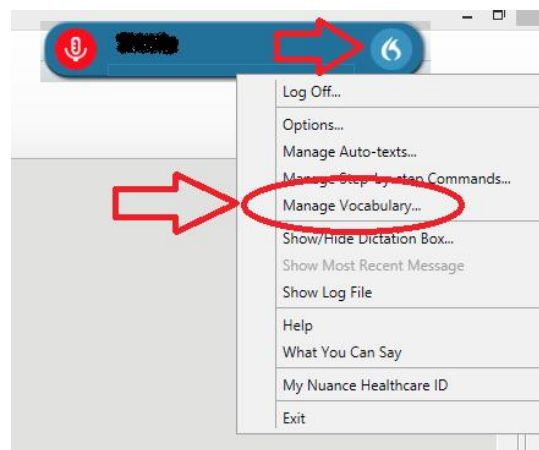 Log Off...
Options...
Manage Auto-texts...
Manage Step-by-step Commands...
Manage Vocabulary...
Show/Hide Dictation Box...
Show Most Recent Message
Show Log File
Help
What You Can Say
My Nuance Healthcare ID
Exit